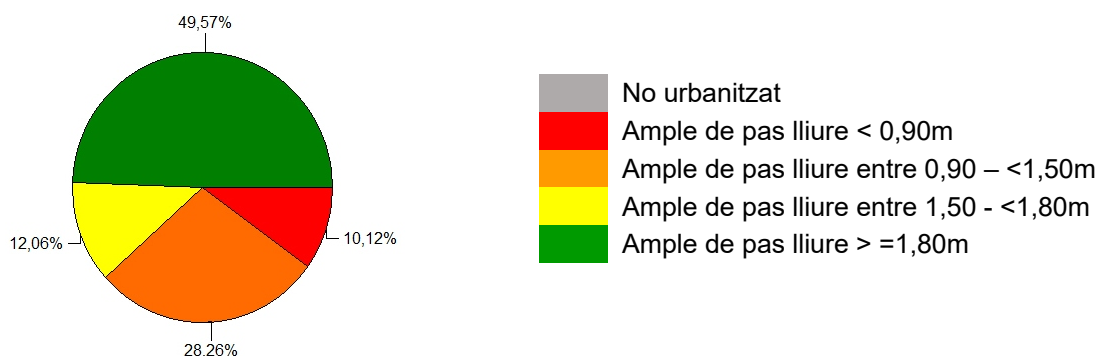 49,57%
12,06%
10,12%
28.26%
No urbanitzat
Ample de pas lliure < 0,90m
Ample de pas lliure entre 0,90 – <1,50m
Ample de pas lliure entre 1,50 - <1,80m
Ample de pas lliure > =1,80m